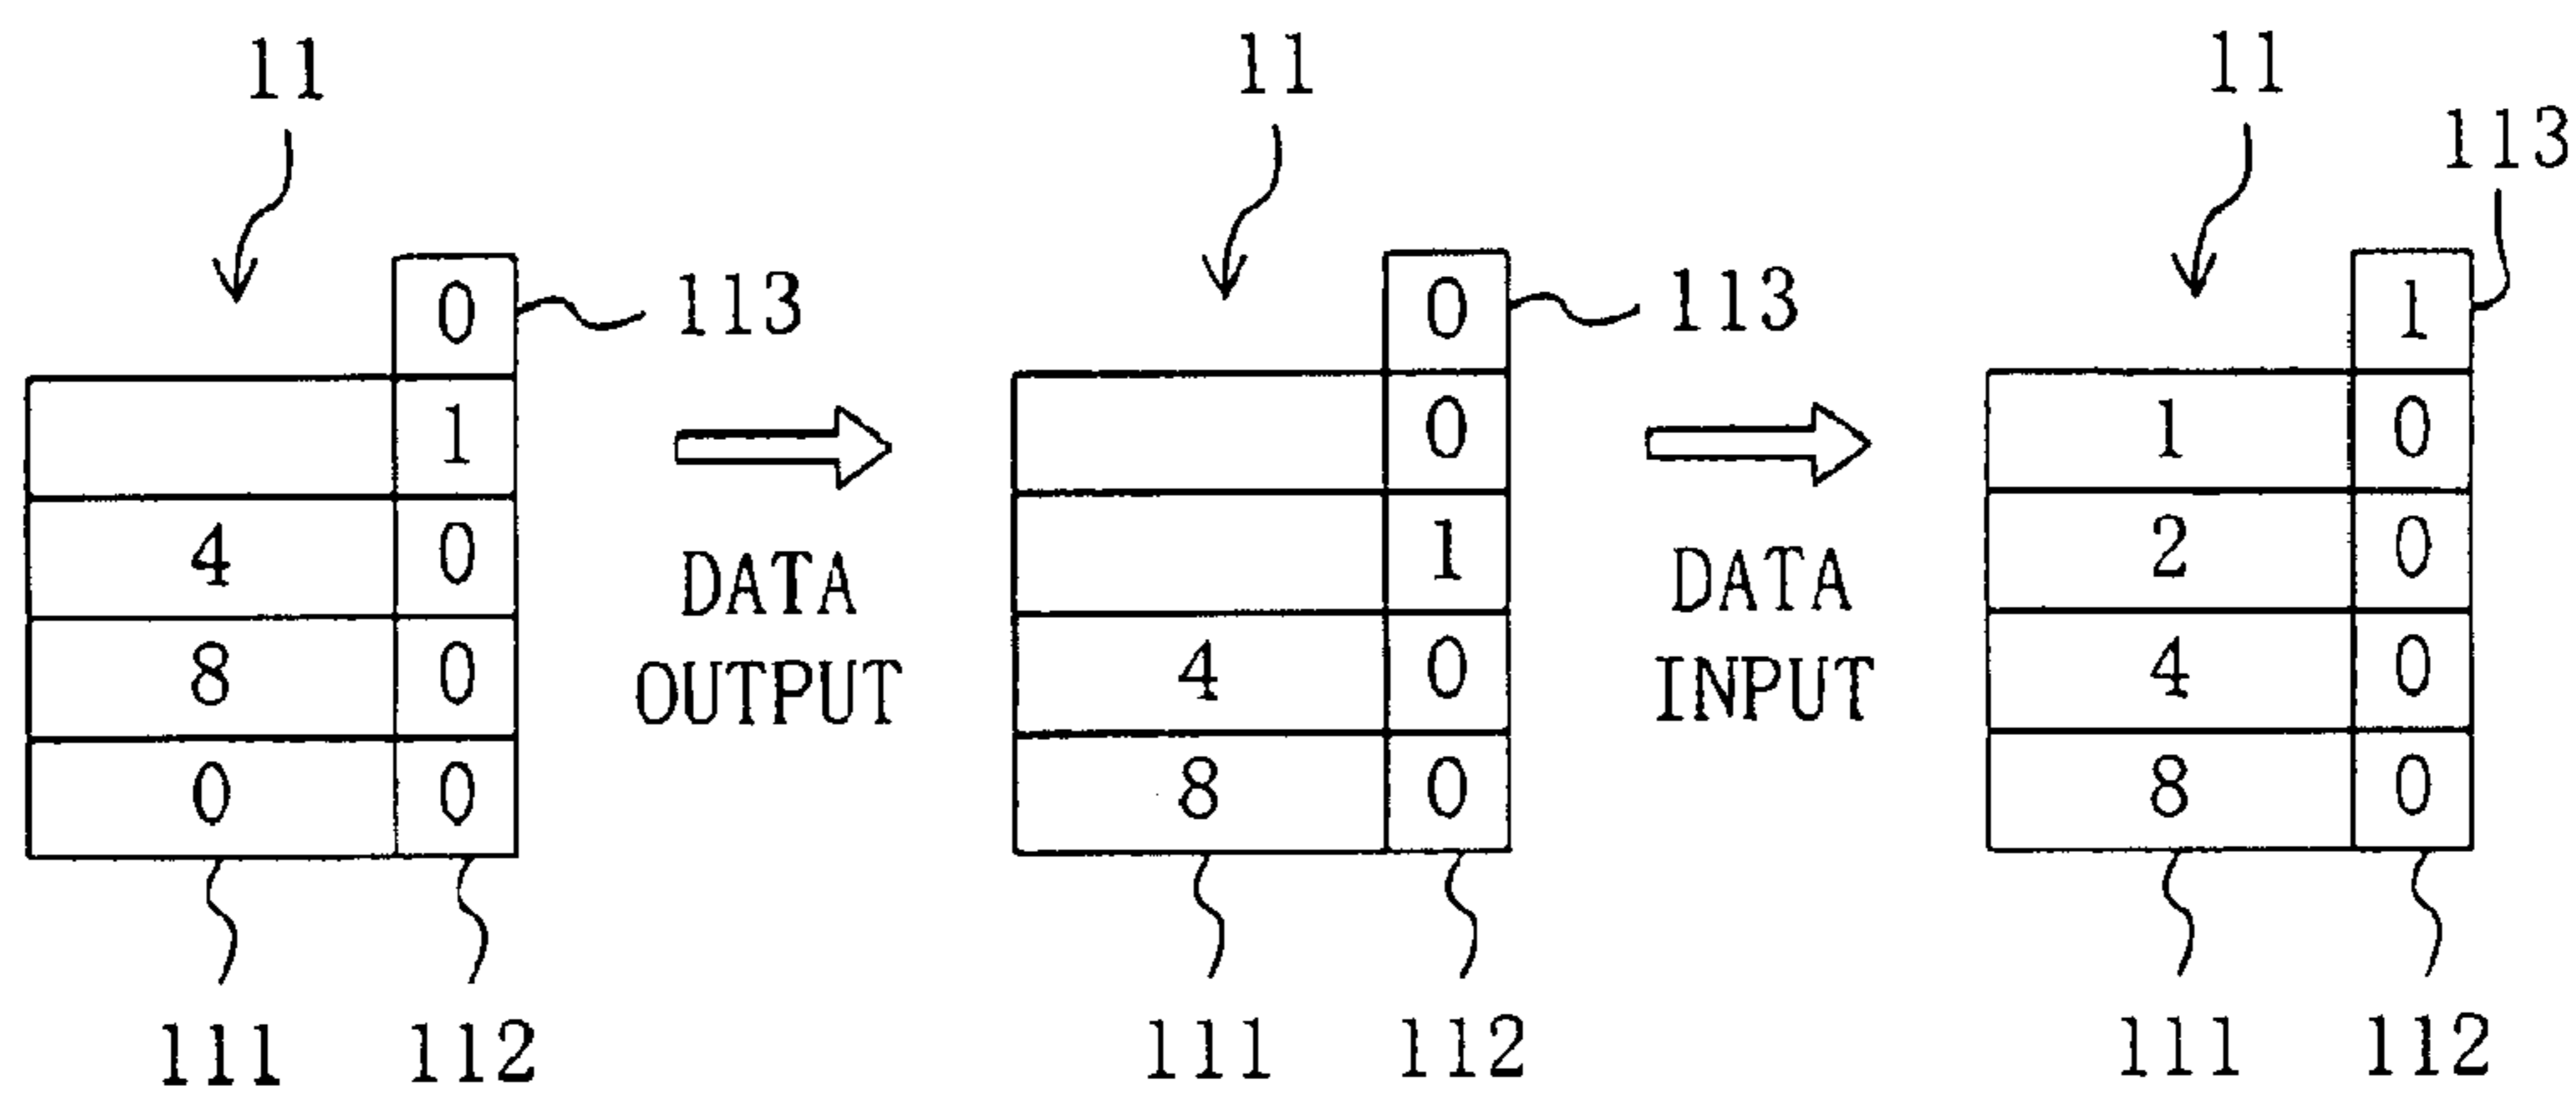 11 11 11
113
0 113 0 113 1
1 0 1 0
4 0 1 2 0
DATA DATA
OUTPUT INPUT
8 0 4 0 4 0
0 0 8 0 8 0
111 112 111 112 111 112